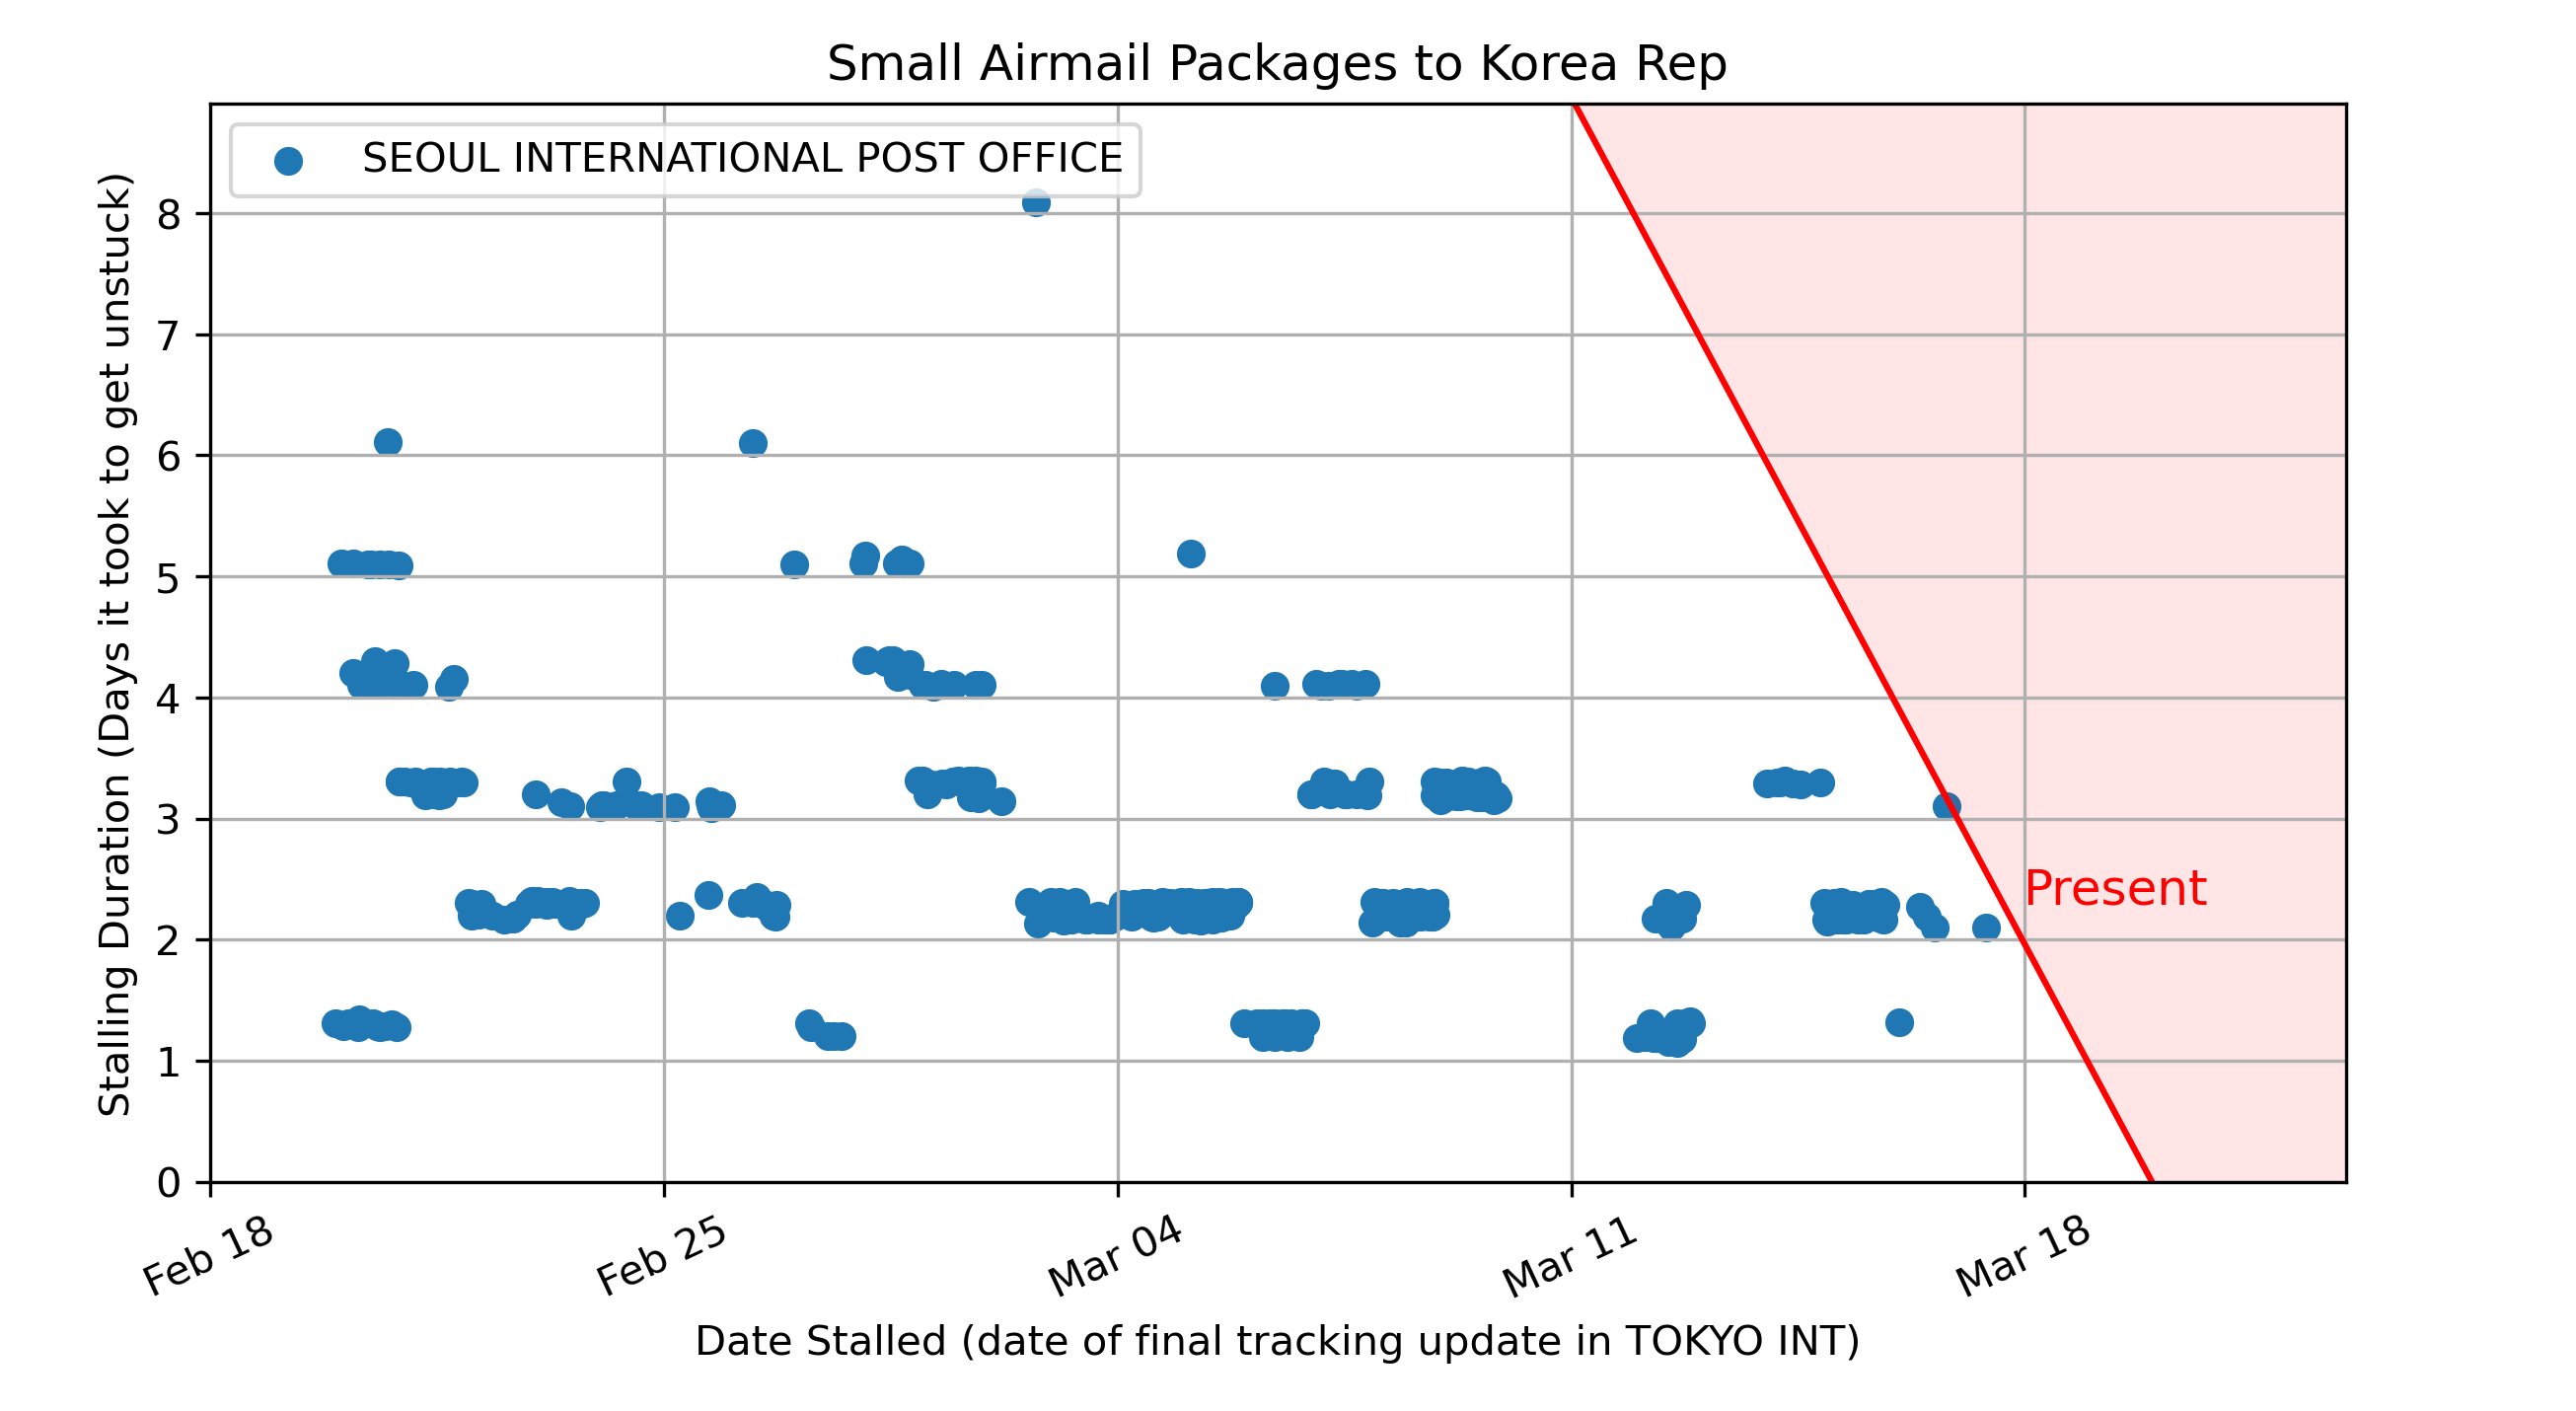 Small Airmail Packages to Korea Rep
SEOUL INTERNATIONAL POST OFFICE
Stalling Duration (Days it took to get unstuck)
8
7
6
5
4
3
2
1
0
Present
Feb 18
Feb 25
Mar 04
Mar 11
Mar 18
Date Stalled (date of final tracking update in TOKYO INT)